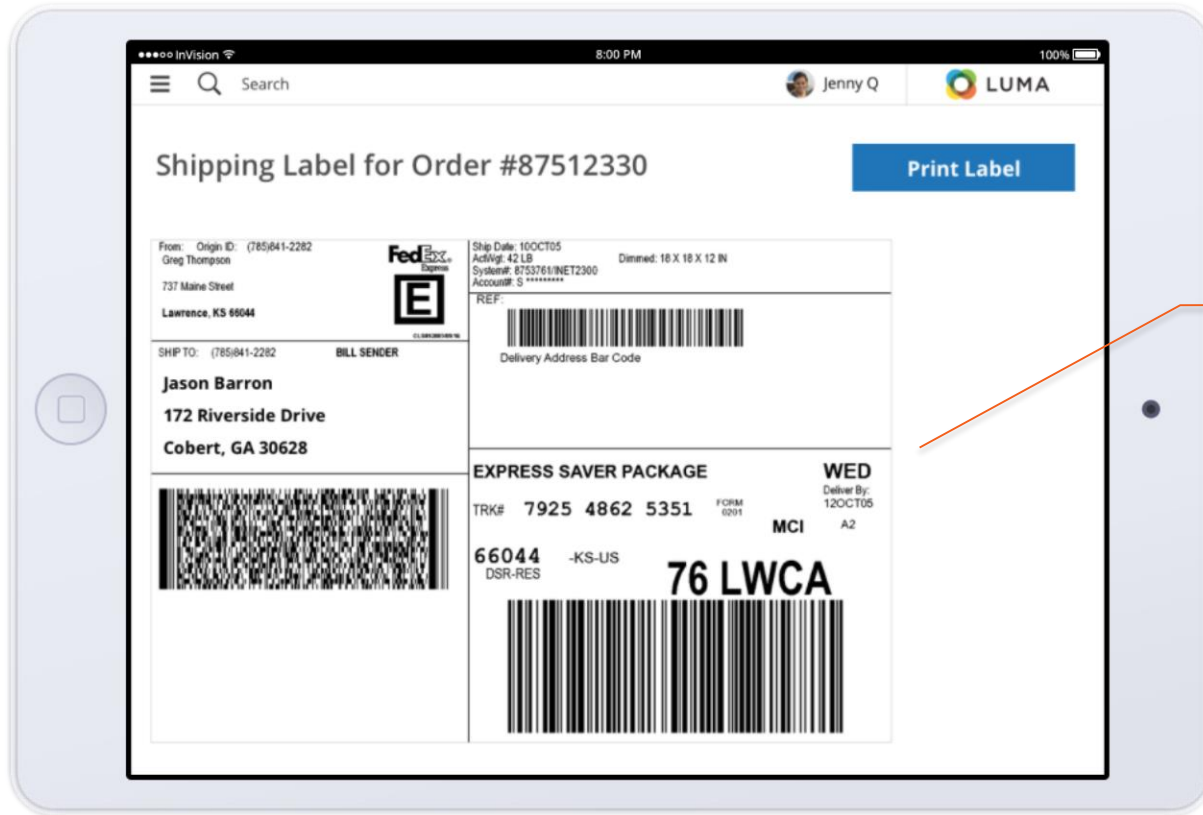 InVision
8:00 PM
100%
Search
Jenny Q
LUMA
Shipping Label for Order #87512330
Print Label
From: Origin ID: (785)841-2282
Greg Thompson
737 Maine Street
Lawrence, KS 66044
FedEx.
Express
E
Ship Date: 10OCT05
ActWgt: 42 LB Dimmed: 18 X 18 X 12 IN
System#: 8753761/INET2300
Account#: S *********
REF:
Delivery Address Bar Code
SHIP TO: (785)841-2282 BILL SENDER
Jason Barron
172 Riverside Drive
Cobert, GA 30628
EXPRESS SAVER PACKAGE
WED
Deliver By:
12OCT05
TRK# 7925 4862 5351 FORM
0201
MCI A2
66044 -KS-US
DSR-RES
76 LWCA